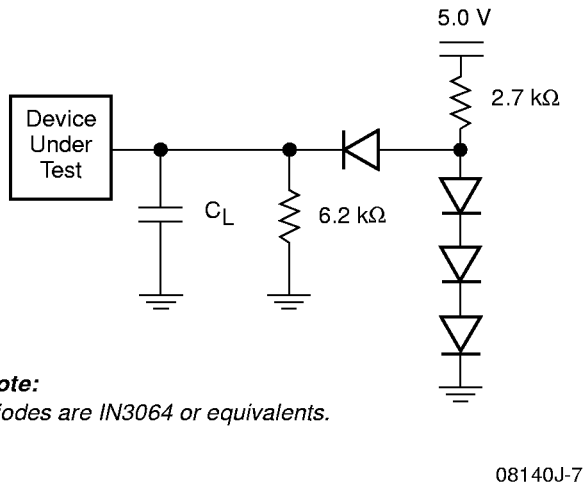 5.0 V
2.7 kΩ
Device
Under
Test
CL
6.2 kΩ
ote:
iodes are IN3064 or equivalents.
08140J-7